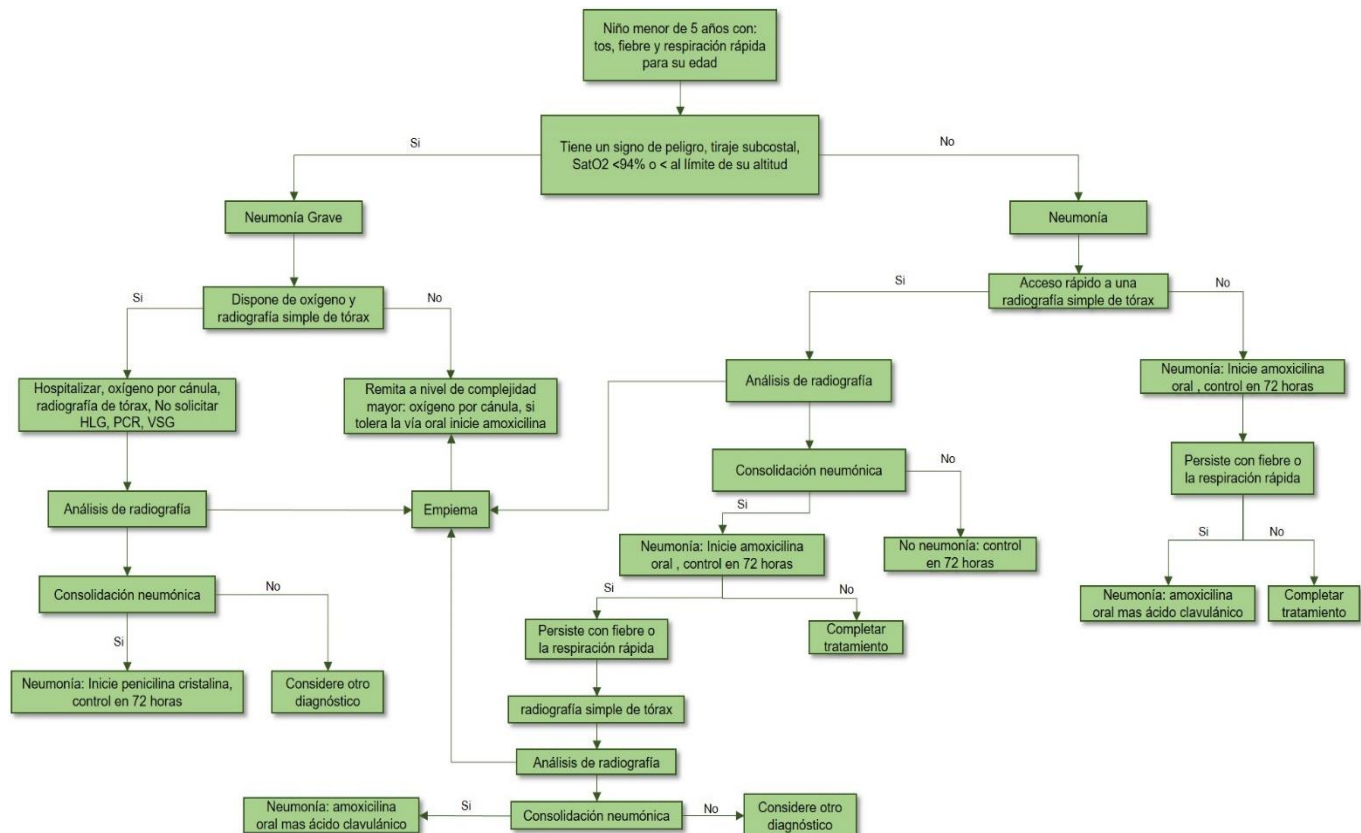 Niño menor de 5 años con:
tos, fiebre y respiración rápida
para su edad
Si
Tiene un signo de peligro, tiraje subcostal,
SatO2 <94% o < al límite de su altitud
No
Neumonía Grave
Neumonía
Si
Dispone de oxígeno y
radiografía simple de tórax
No
Si
Acceso rápido a una
radiografía simple de tórax
No
Hospitalizar, oxígeno por cánula,
radiografía de tórax, No solicitar
HLG, PCR, VSG
Remita a nivel de complejidad
mayor: oxígeno por cánula, si
tolera la vía oral inicie amoxicilina
Análisis de radiografía
Neumonía: Inicie amoxicilina
oral , control en 72 horas
Consolidación neumónica
No
Si
Persiste con fiebre o
la respiración rápida
Análisis de radiografía
Empiema
Neumonía: Inicie amoxicilina
oral , control en 72 horas
No neumonía: control
en 72 horas
Si
No
Consolidación neumónica
No
Si
Si
No
Neumonía: amoxicilina
oral mas ácido clavulánico
Completar
tratamiento
Persiste con fiebre o
la respiración rápida
Completar
tratamiento
Neumonía: Inicie penicilina cristalina,
control en 72 horas
Considere otro
diagnóstico
radiografía simple de tórax
Análisis de radiografía
Neumonía: amoxicilina
oral mas ácido clavulánico
Si
Consolidación neumónica
No
Considere otro
diagnóstico